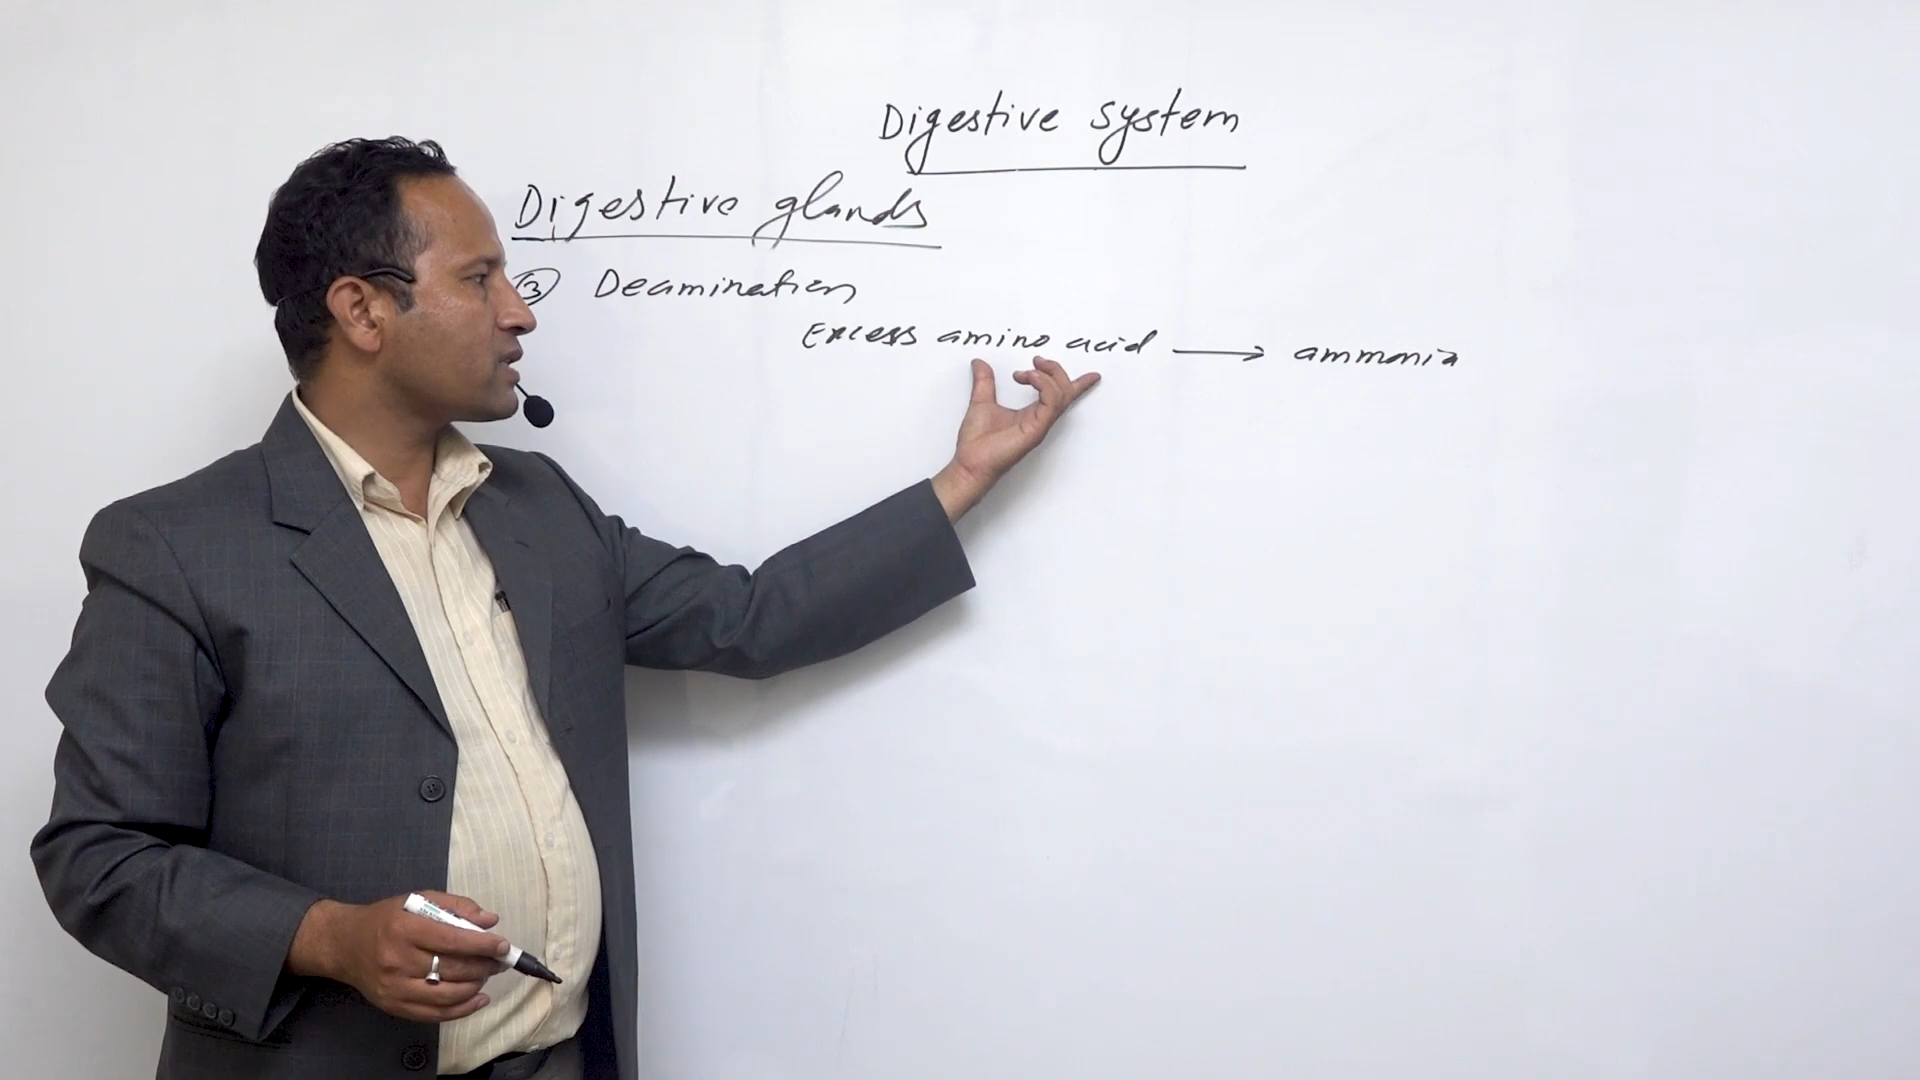 Digestive system
Digestive glands
③ Deamination
Excess amino acid → ammonia